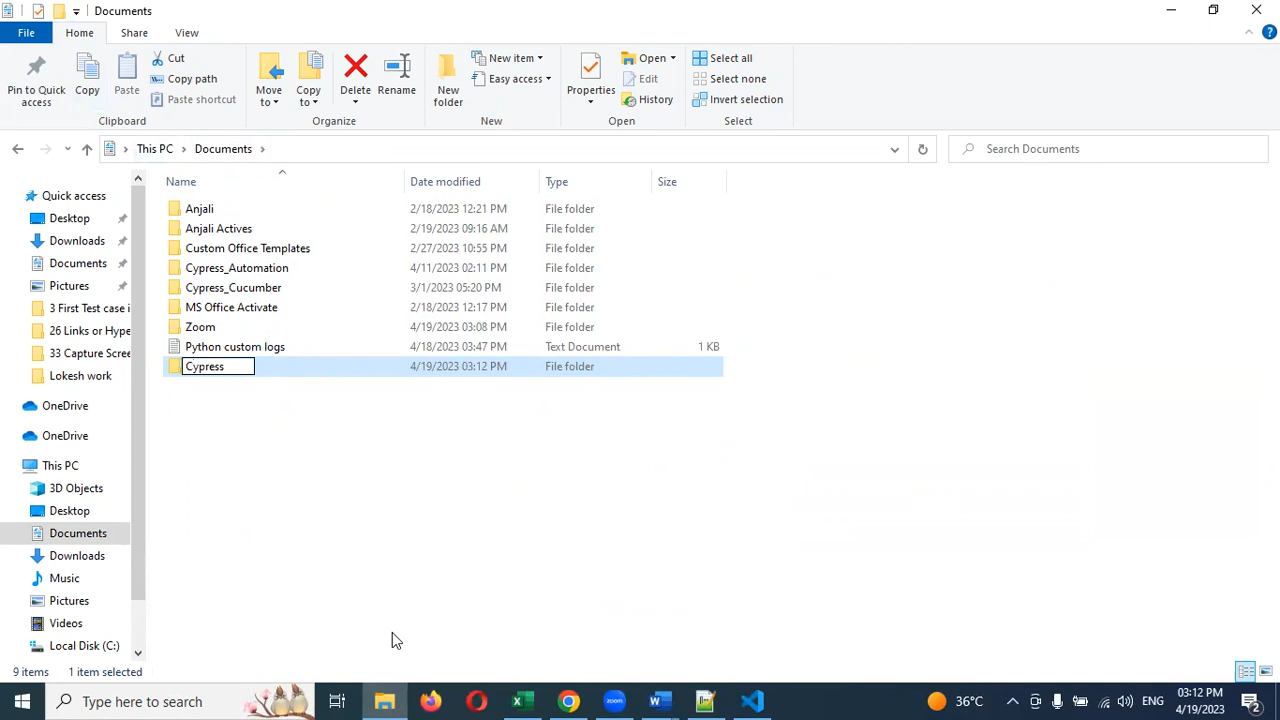 Documents
File Home Share View
Pin to Quick access
Copy
Paste
Cut
Copy path
Paste shortcut
Clipboard
Move to
Copy to
Delete
Rename
Organize
New folder
New item
Easy access
New
Properties
Open
Edit
History
Open
Select all
Select none
Invert selection
Select
This PC > Documents >
Search Documents
Name Date modified Type Size
Quick access
Desktop
Downloads
Documents
Pictures
3 First Test case i
26 Links or Hype
33 Capture Scree
Lokesh work
OneDrive
OneDrive
This PC
3D Objects
Desktop
Documents
Downloads
Music
Pictures
Videos
Local Disk (C:)
Anjali 2/18/2023 12:21 PM File folder
Anjali Actives 2/19/2023 09:16 AM File folder
Custom Office Templates 2/27/2023 10:55 PM File folder
Cypress_Automation 4/11/2023 02:11 PM File folder
Cypress_Cucumber 3/1/2023 05:20 PM File folder
MS Office Activate 2/18/2023 12:17 PM File folder
Zoom 4/19/2023 03:08 PM File folder
Python custom logs 4/18/2023 03:47 PM Text Document 1 KB
Cypress 4/19/2023 03:12 PM File folder
9 items 1 item selected
Type here to search
zoom
36°C
ENG
03:12 PM
4/19/2023
2